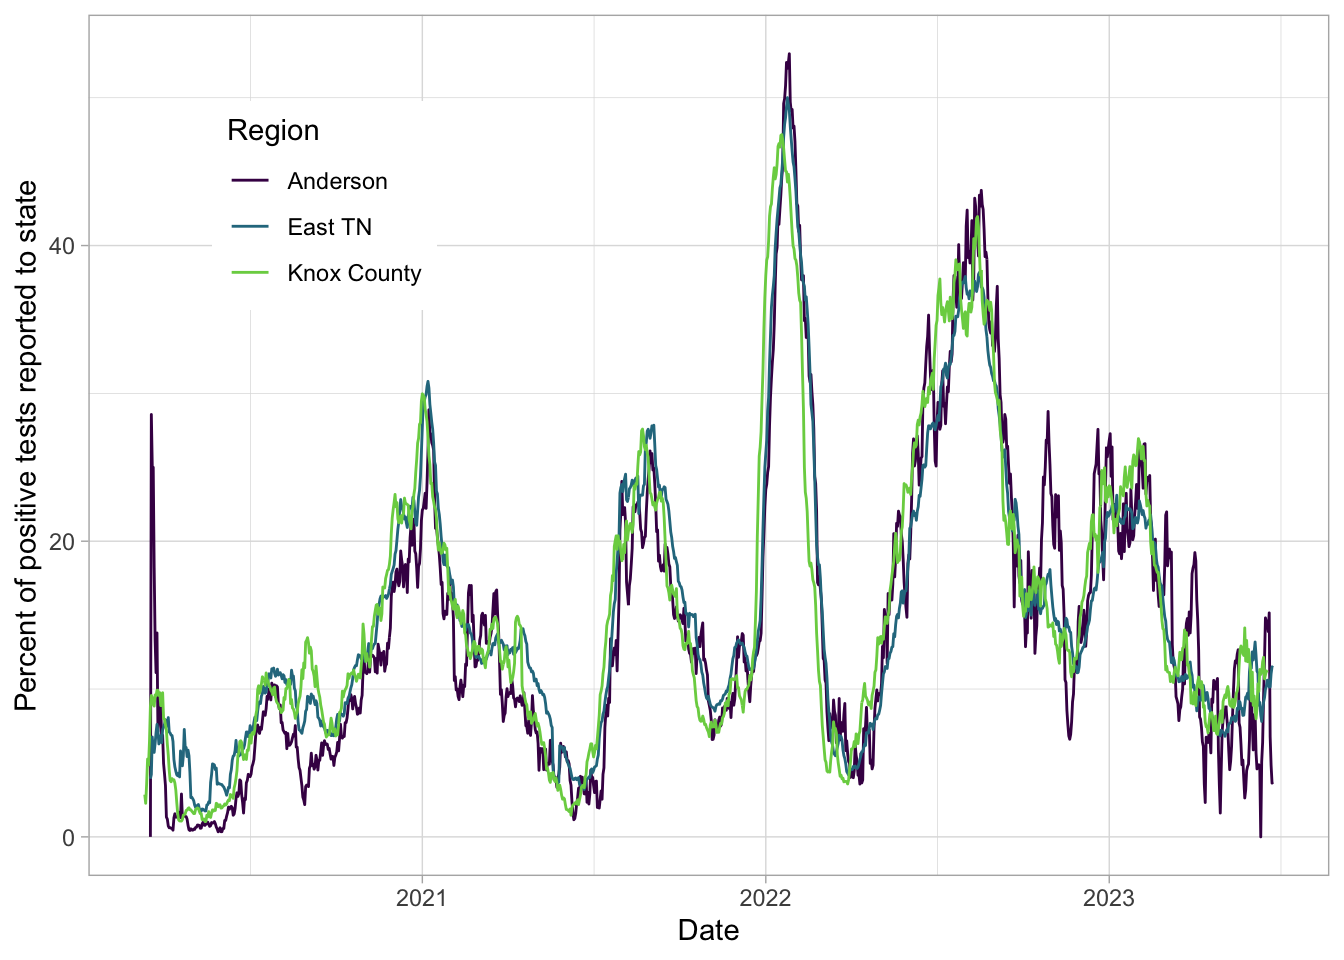 Percent of positive tests reported to state
Region
Anderson
East TN
Knox County
40
20
0
2021
2022
2023
Date